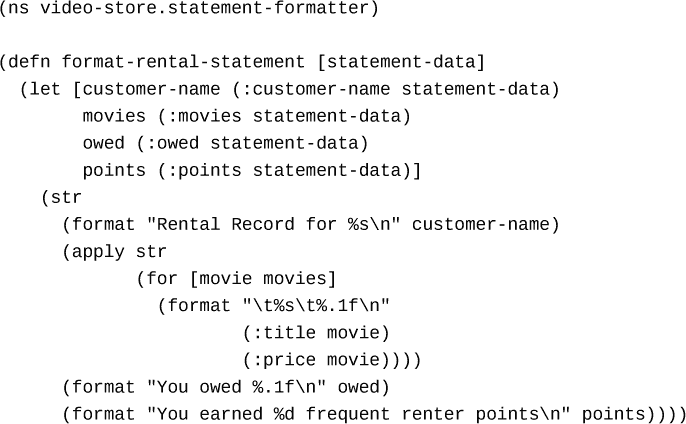 (ns video-store.statement-formatter)

(defn format-rental-statement [statement-data]
  (let [customer-name (:customer-name statement-data)
        movies (:movies statement-data)
        owed (:owed statement-data)
        points (:points statement-data)]
    (str
      (format "Rental Record for %s\n" customer-name)
      (apply str
             (for [movie movies]
               (format "\t%s\t%.1f\n"
                       (:title movie)
                       (:price movie))))
      (format "You owed %.1f\n" owed)
      (format "You earned %d frequent renter points\n" points))))